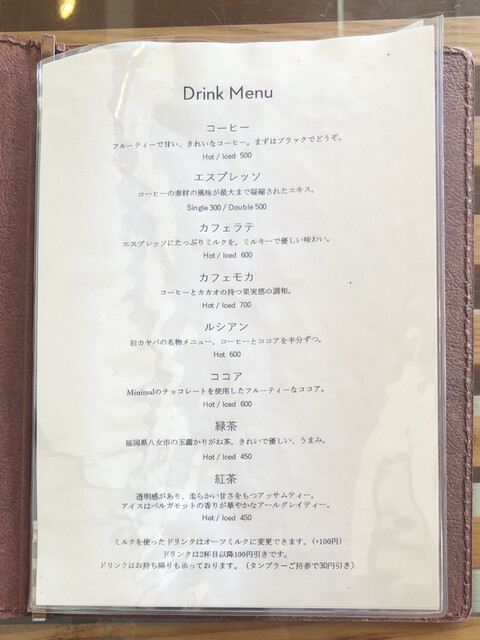 Drink Menu
コーヒー
フルーティーで甘い、きれいなコーヒー。まずはブラックでどうぞ。
Hot / Iced 500
エスプレッソ
コーヒーの素材の風味が最大まで凝縮されたエキス。
Single 300 / Double 500
カフェラテ
エスプレッソにたっぷりミルクを。ミルキーで優しい味わい。
Hot / Iced 600
カフェモカ
コーヒーとカカオの持つ果実感の調和。
Hot / Iced 700
ルシアン
旧カヤバの名物メニュー。コーヒーとココアを半分ずつ。
Hot 600
ココア
Minimalのチョコレートを使用したフルーティーなココア。
Hot / Iced 600
緑茶
福岡県八女市の玉露かりがね茶。きれいで優しい、うまみ。
Hot / Iced 450
紅茶
透明感があり、柔らかい甘さをもつアッサムティー。
アイスはベルガモットの香りが華やかなアールグレイティー。
Hot / Iced 450
ミルクを使ったドリンクはオーツミルクに変更できます。（+100円）
ドリンクは2杯目以降100円引きです。
ドリンクはお持ち帰りも承っております。（タンブラーご持参で30円引き）